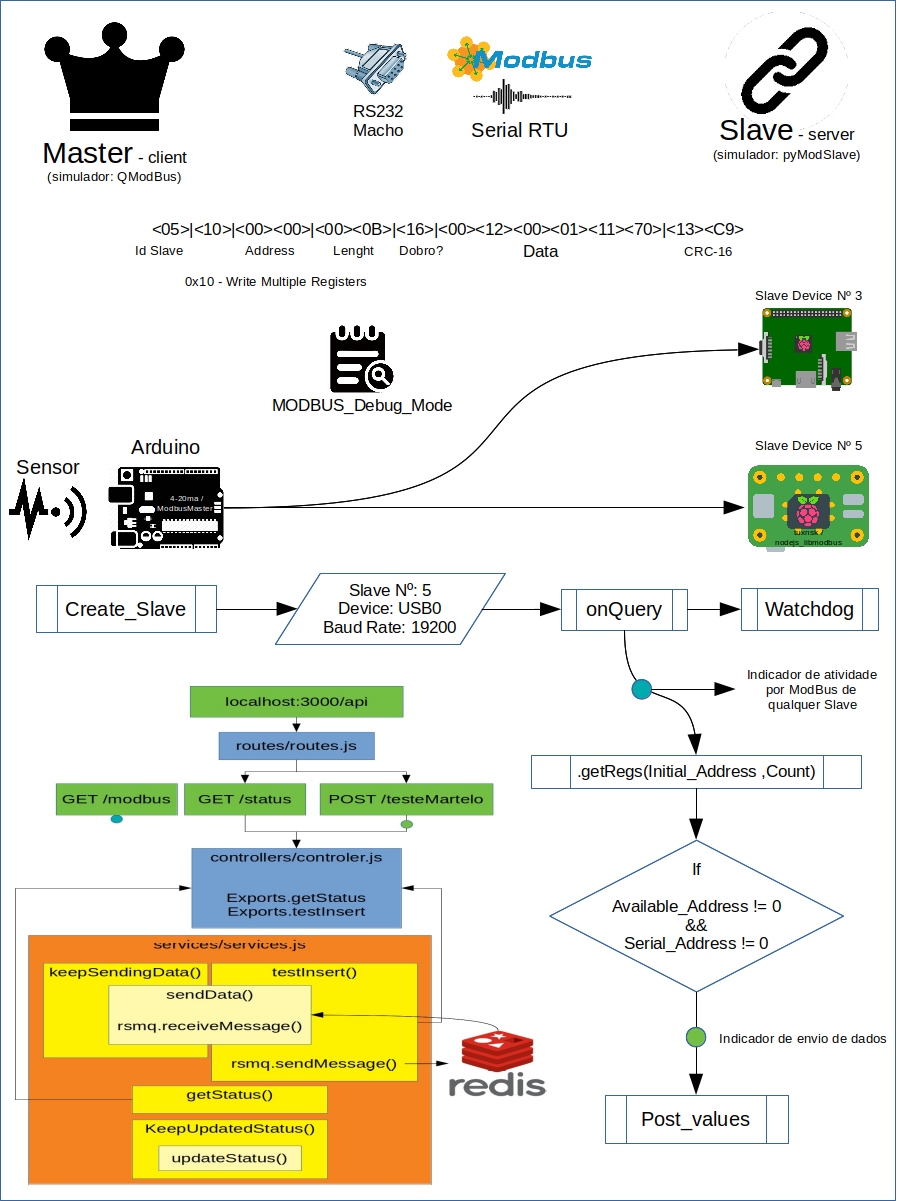 Modbus
RS232
Macho
Serial RTU
Master - client
(simulador: QModBus)
Slave - server
(simulador: pyModSlave)
<05>|<10>|<00><00>|<00><0B>|<16>|<00><12><00><01><11><70>|<13><C9>
Id Slave Address Lenght Dobro? Data CRC-16
0x10 - Write Multiple Registers
Slave Device Nº 3
MODBUS_Debug_Mode
Sensor
Arduino
4-20ma /
ModbusMaster
Slave Device Nº 5
nodejs_libmodbus
Create_Slave
Slave Nº: 5
Device: USB0
Baud Rate: 19200
onQuery
Watchdog
Indicador de atividade
por ModBus de
qualquer Slave
localhost:3000/api
routes/routes.js
GET /modbus
GET /status
POST /testeMartelo
.getRegs(Initial_Address ,Count)
controllers/controler.js
Exports.getStatus
Exports.testInsert
If
Available_Address != 0
&&
Serial_Address != 0
services/services.js
keepSendingData()
testInsert()
sendData()
rsmq.receiveMessage()
rsmq.sendMessage()
redis
getStatus()
KeepUpdatedStatus()
updateStatus()
Indicador de envio de dados
Post_values